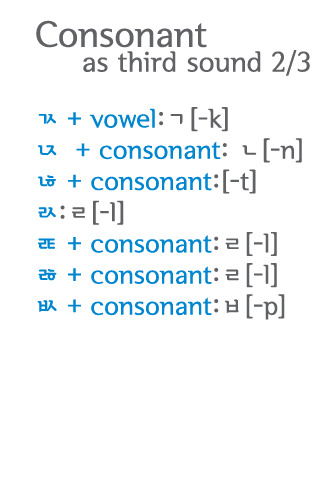 Consonant
as third sound 2/3
ㄳ + vowel: ㄱ [-k]
ㄵ + consonant: ㄴ [-n]
ㄶ + consonant:[-t]
ㄽ: ㄹ [-l]
ㄾ + consonant: ㄹ [-l]
ㅀ + consonant: ㄹ [-l]
ㅄ + consonant: ㅂ [-p]